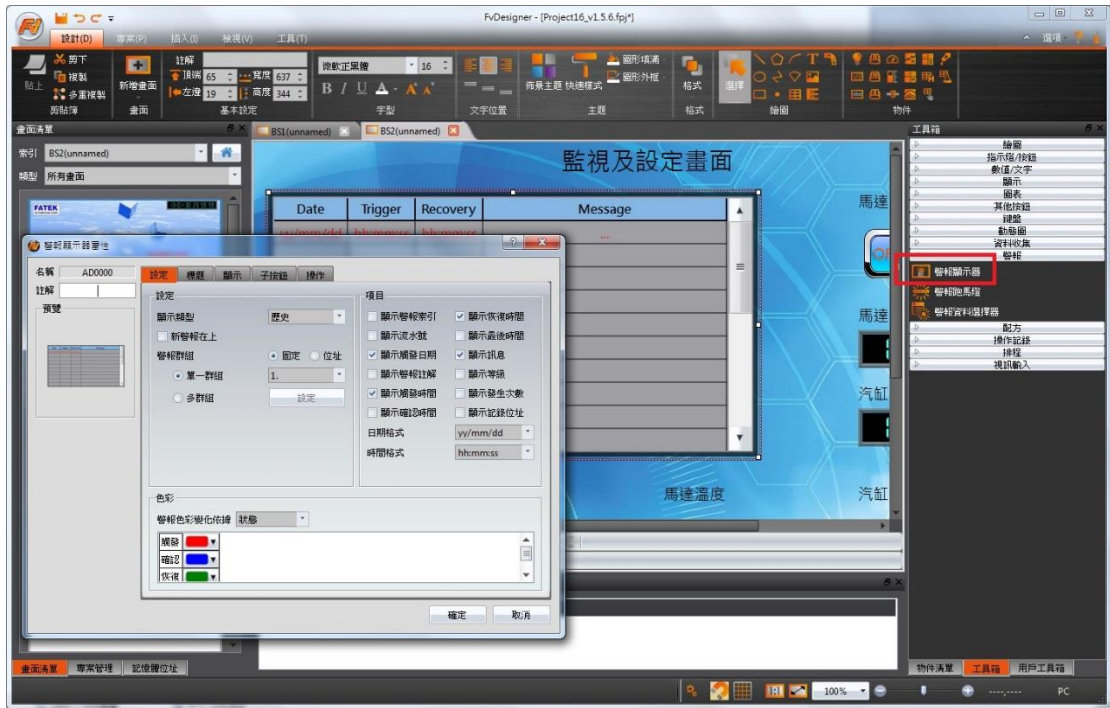 FvDesigner - [Project16_v1.5.6.fpj*]
設計(D) 專案(P) 插入(I) 檢視(V) 工具(T) 選項
貼上 剪下 複製 多重複製
剪貼簿
新增畫面
畫面
註解
頂端 65 寬度 637
左邊 19 高度 344
基本設定
微軟正黑體 16
B I U A A A
字型
文字位置
佈景主題 快速樣式 圖形填滿 圖形外框
主題
格式
格式
選擇
繪圖
物件
畫面清單
索引 BS2(unnamed)
類型 所有畫面
FATEK
BS1(unnamed) BS2(unnamed)
監視及設定畫面
Date Trigger Recovery Message
yy/mm/dd hh:mm:ss hh:mm:ss ...
馬達
馬達
汽缸
馬達溫度 汽缸
警報顯示器屬性
名稱 AD0000
註解
預覽
設定 標題 顯示 子按鈕 操作
設定
顯示類型 歷史
新警報在上
警報群組 固定 位址
單一群組 1.
多群組 設定
項目
顯示警報索引 顯示恢復時間
顯示流水號 顯示最後時間
顯示觸發日期 顯示訊息
顯示警報註解 顯示等級
顯示觸發時間 顯示發生次數
顯示確認時間 顯示記錄位址
日期格式 yy/mm/dd
時間格式 hh:mm:ss
色彩
警報色彩變化依據 狀態
觸發
確認
恢復
確定 取消
工具箱
繪圖
指示燈/按鈕
數值/文字
顯示
圖表
其他按鈕
鍵盤
動態圖
資料收集
警報
警報顯示器
警報跑馬燈
警報資料選擇器
配方
操作記錄
排程
視訊輸入
畫面清單 專案管理 記憶體位址
物件清單 工具箱 用戶工具箱
100% ----,---- PC